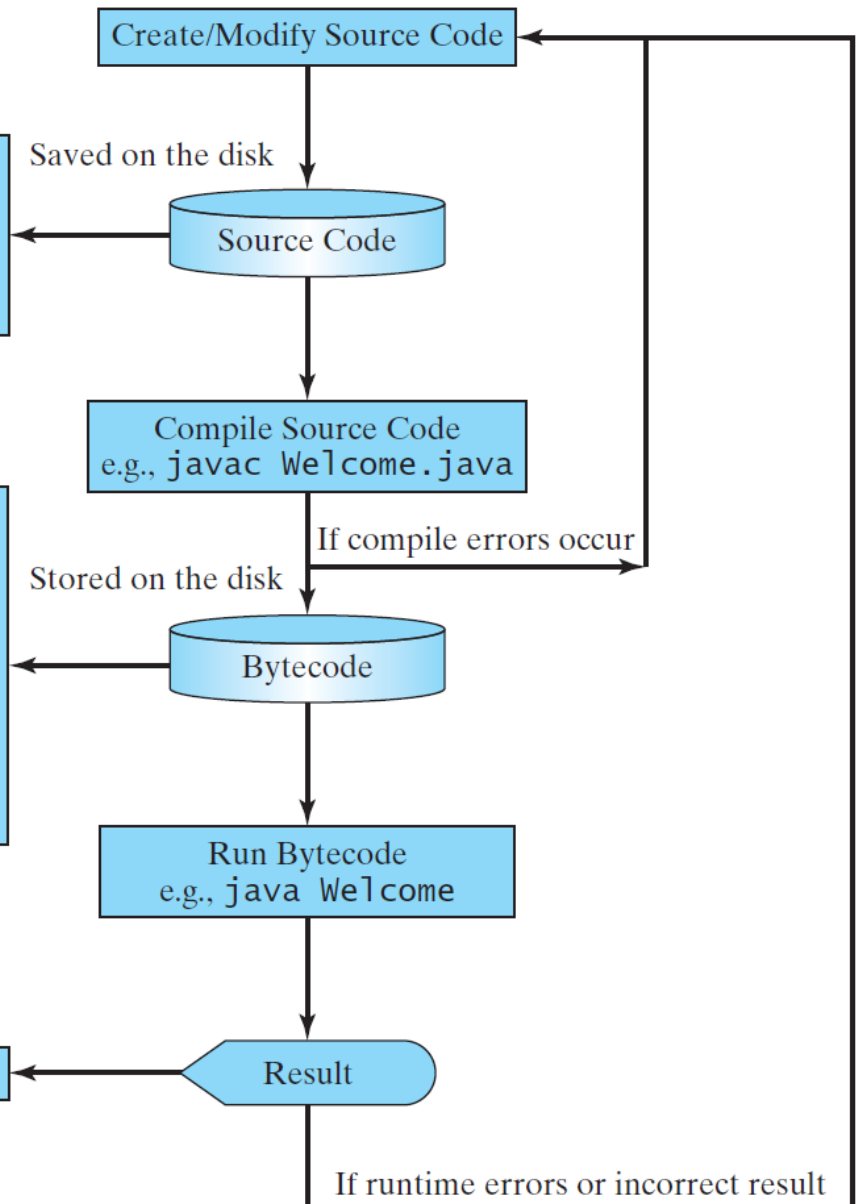 Create/Modify Source Code
Saved on the disk
Source Code
Compile Source Code
e.g., javac Welcome.java
If compile errors occur
Stored on the disk
Bytecode
Run Bytecode
e.g., java Welcome
Result
If runtime errors or incorrect result